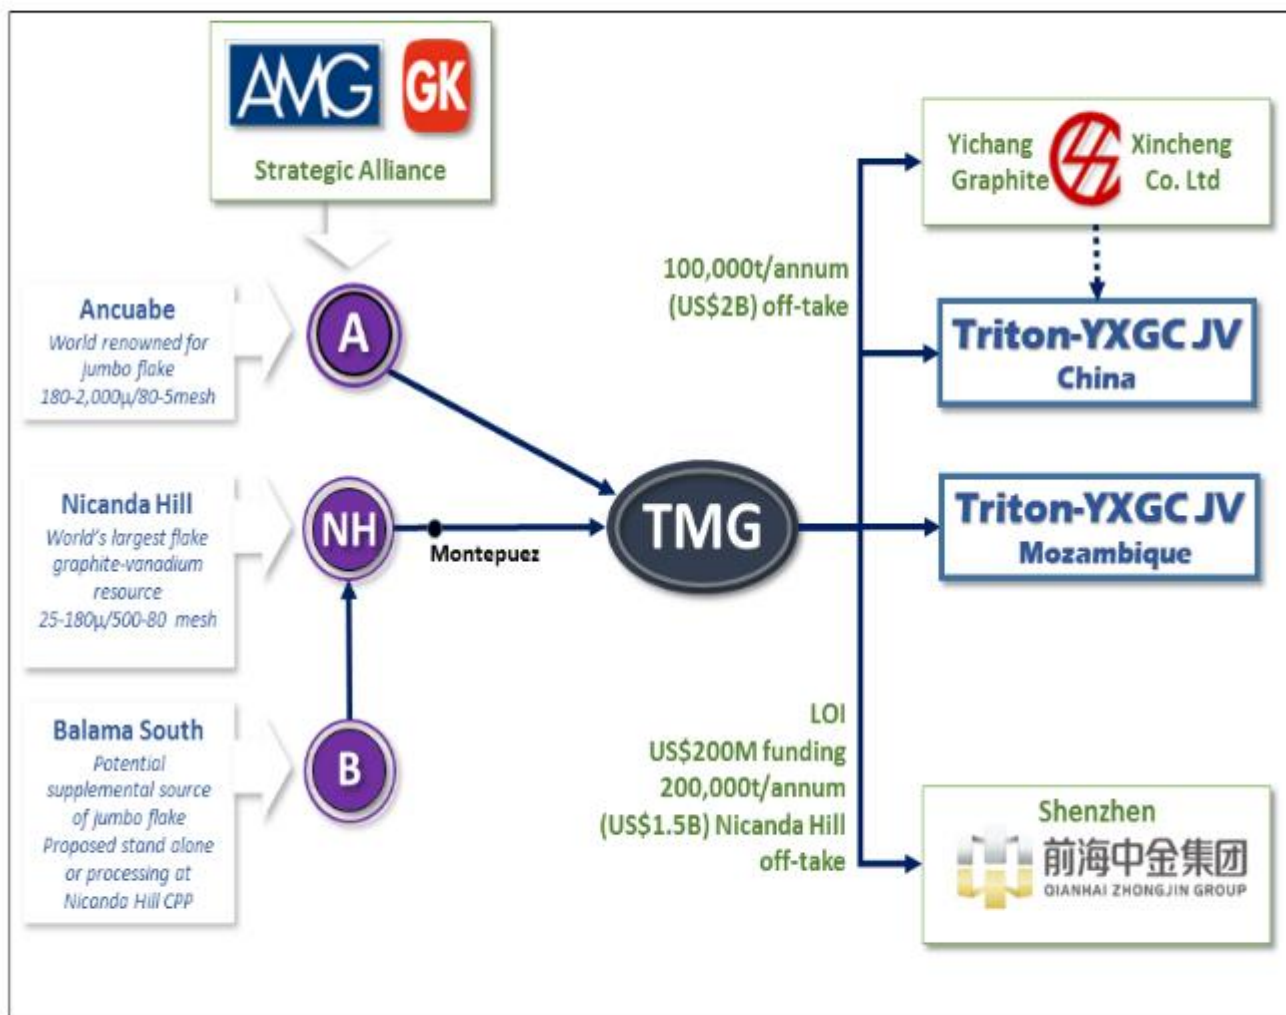 AMG
GK
Strategic Alliance
Ancuabe
World renowned for
jumbo flake
180-2,000µ/80-5mesh
A
Nicanda Hill
World's largest flake
graphite-vanadium
resource
25-180µ/500-80 mesh
NH
Montepuez
Balama South
Potential
supplemental source
of jumbo flake
Proposed stand alone
or processing at
Nicanda Hill CPP
B
TMG
100,000t/annum
(US$2B) off-take
Yichang Xincheng
Graphite Co. Ltd
Triton-YXGC JV
China
Triton-YXGC JV
Mozambique
LOI
US$200M funding
200,000t/annum
(US$1.5B) Nicanda Hill
off-take
Shenzhen
前海中金集团
QIANHAI ZHONGJIN GROUP